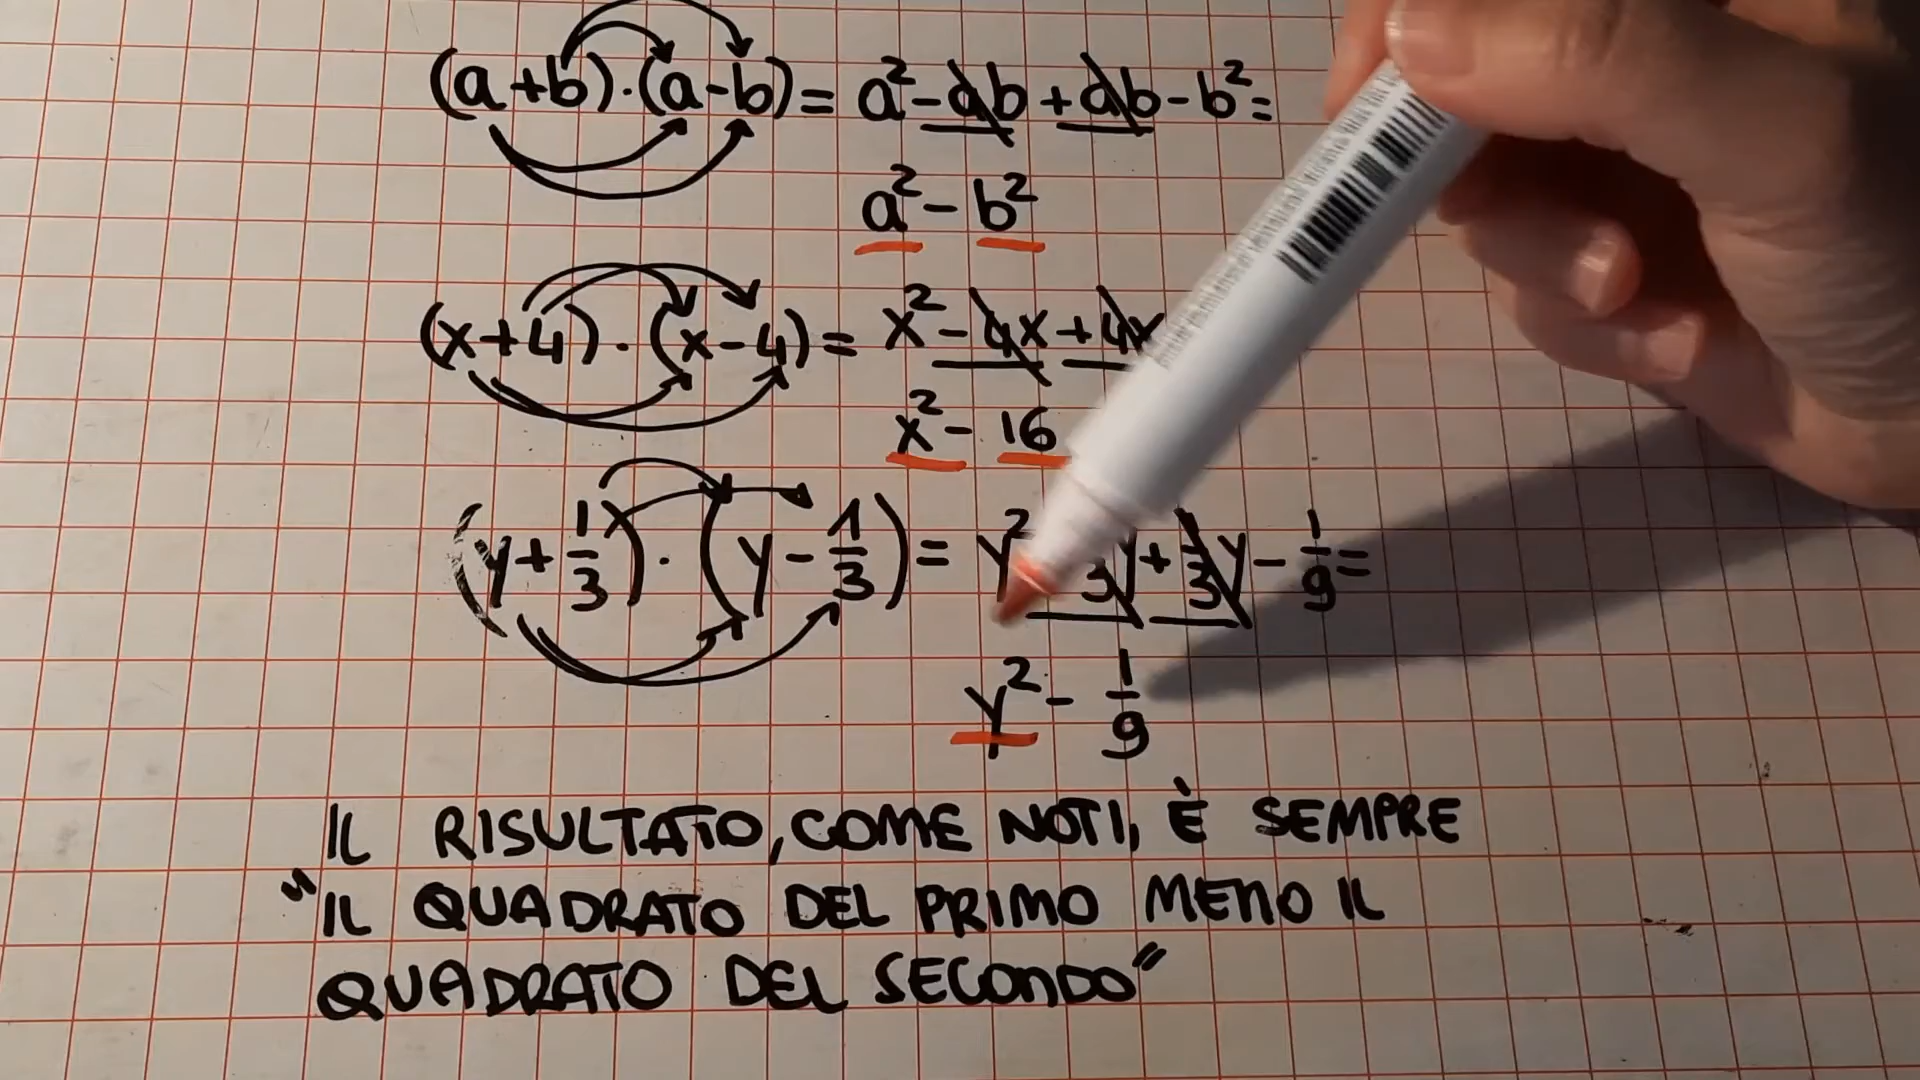 (a+b)·(a-b)= a²-ab+ab-b²=
a²-b²
(x+4)·(x-4)= x²-4x+4x
x²-16
(y+1/3)·(y-1/3)= y² 1/3y+1/3y-1/9=
y²-1/9
IL RISULTATO, COME NOTI, È SEMPRE
"IL QUADRATO DEL PRIMO MENO IL
QUADRATO DEL SECONDO"